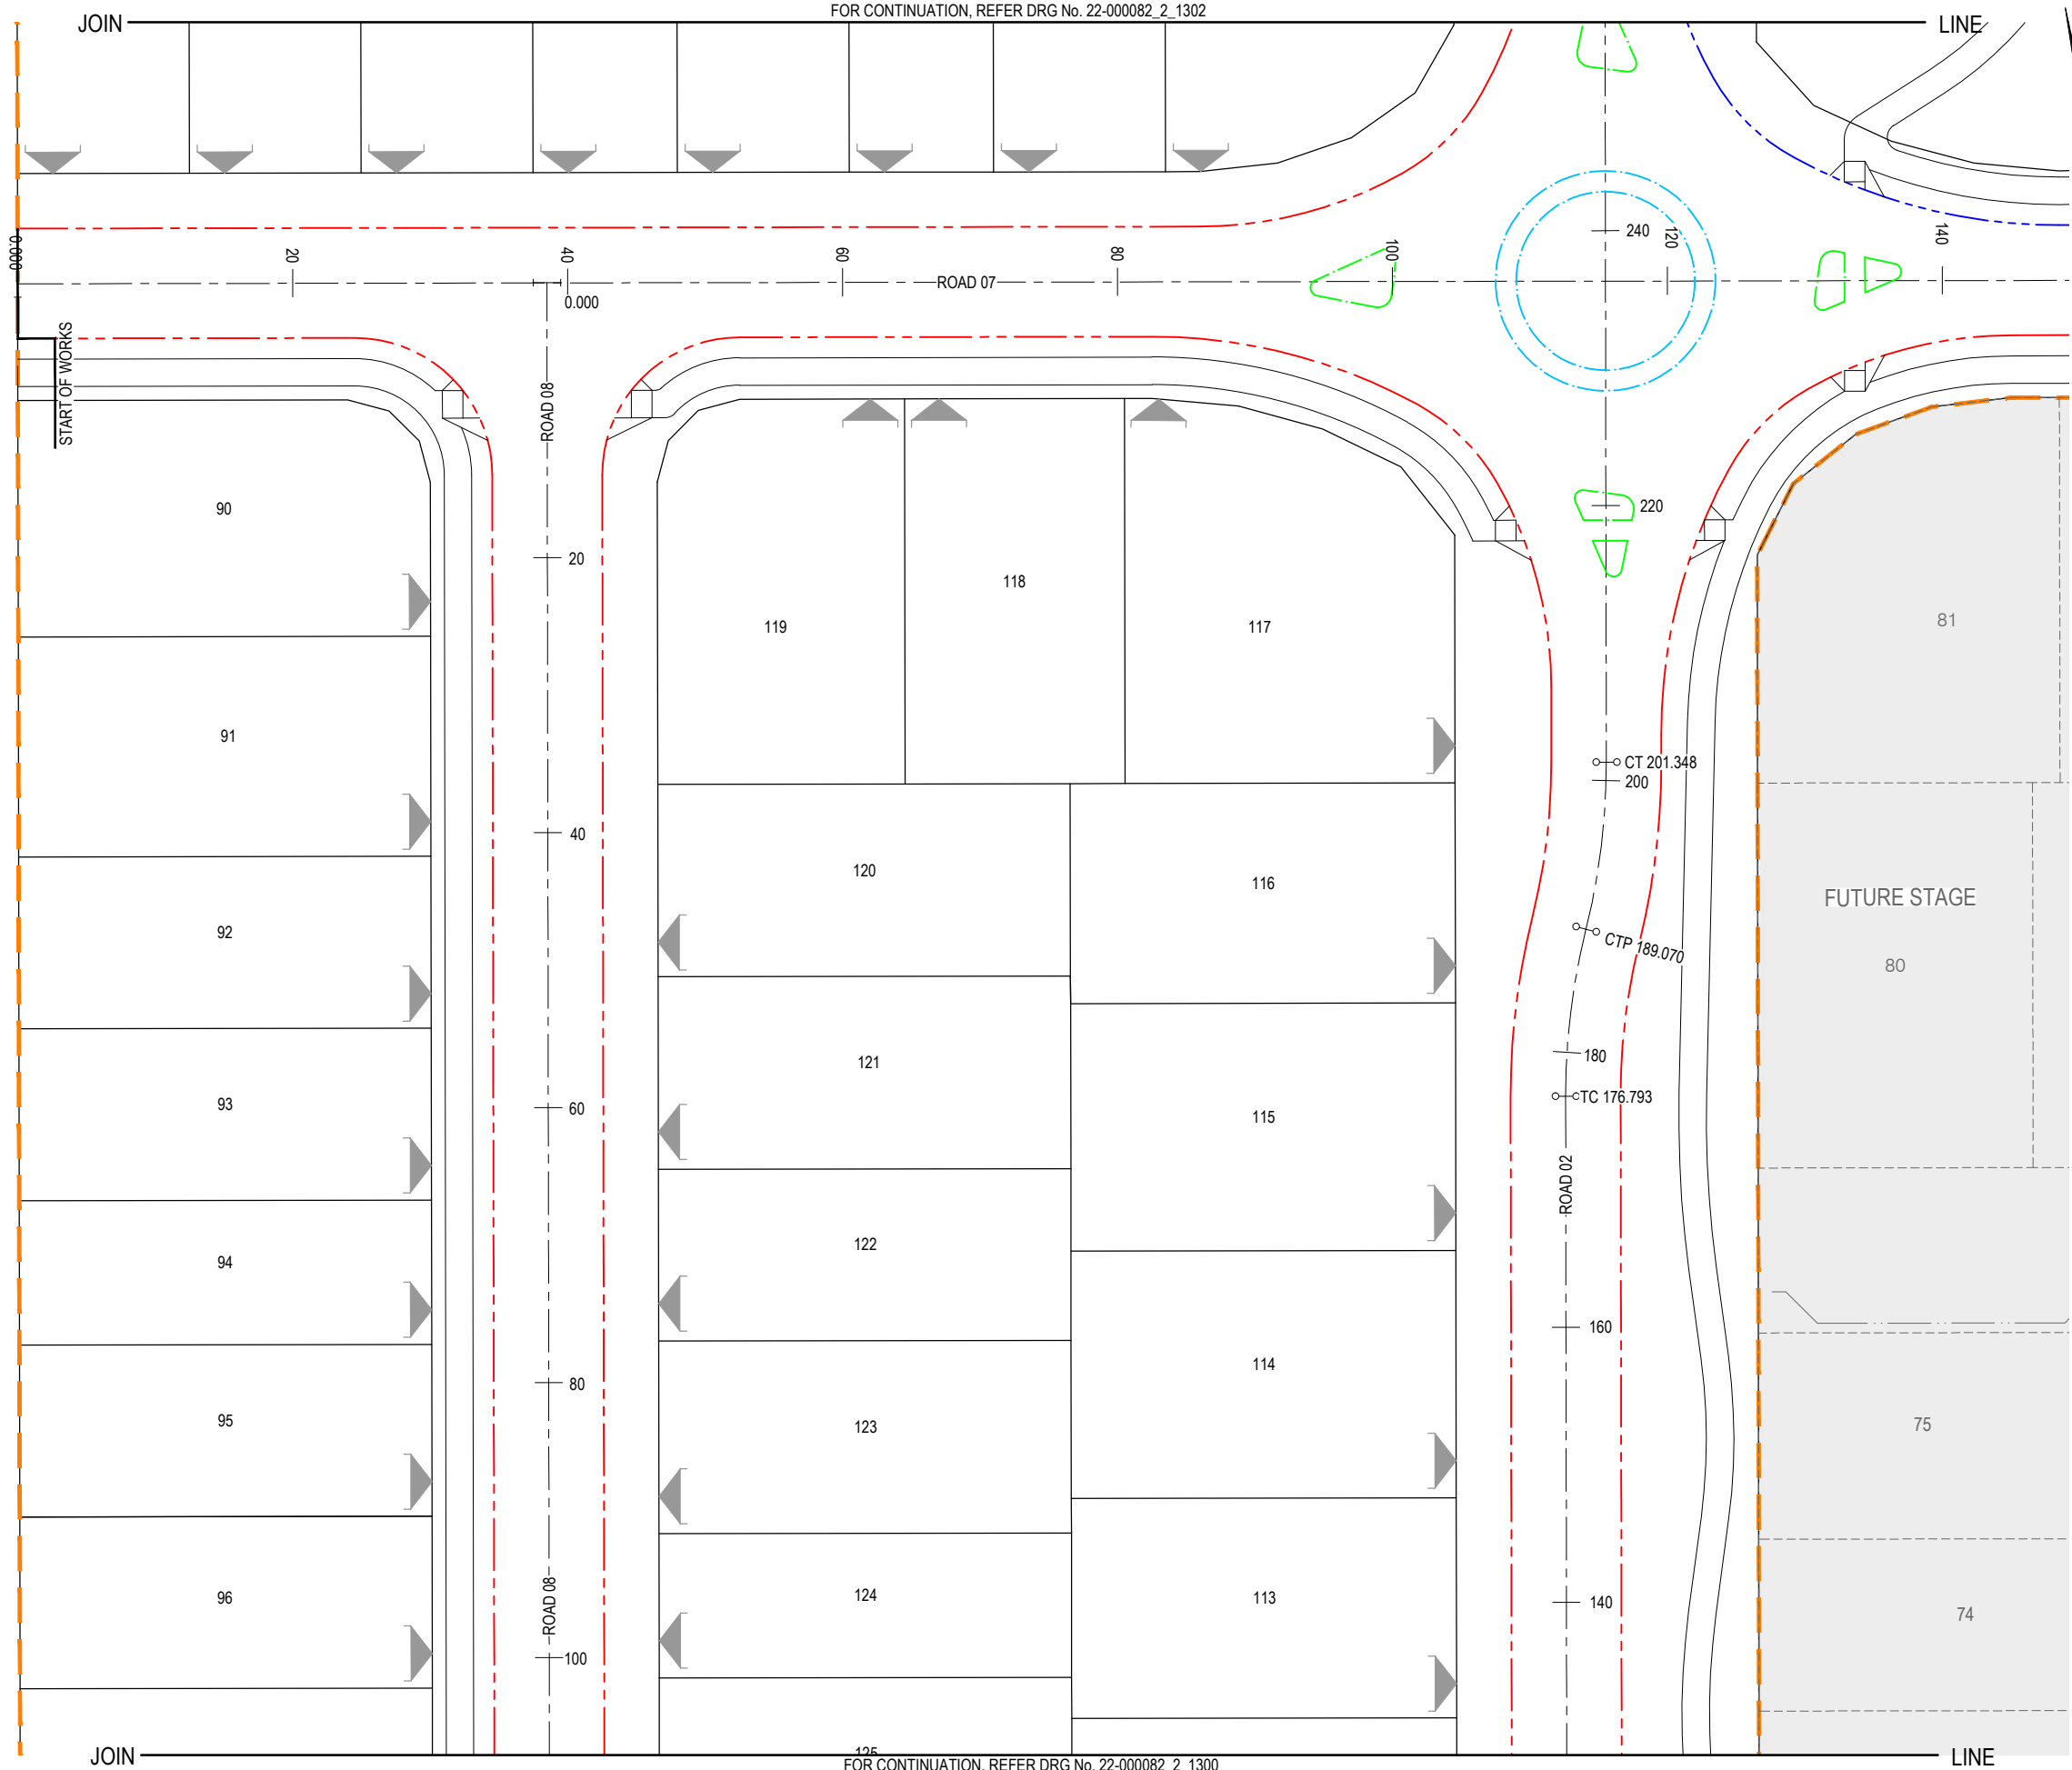 FOR CONTINUATION, REFER DRG No. 22-000082_2_1302
JOIN
LINE
0.000
20
40
60
80
100
120
140
240
ROAD 07
0.000
START OF WORKS
ROAD 08
220
90
20
118
119
117
81
91
CT 201.348
200
40
120
116
FUTURE STAGE
92
CTP 189.070
80
121
180
93
60
115
TC 176.793
ROAD 02
94
122
160
114
80
95
123
75
96
124
113
140
74
ROAD 08
100
125
JOIN
LINE
FOR CONTINUATION, REFER DRG No. 22-000082_2_1300